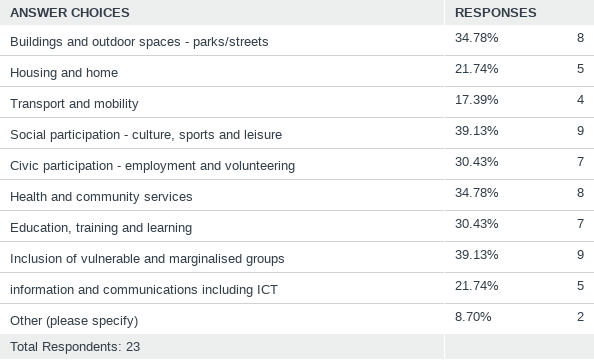 ANSWER CHOICES RESPONSES
Buildings and outdoor spaces - parks/streets 34.78% 8
Housing and home 21.74% 5
Transport and mobility 17.39% 4
Social participation - culture, sports and leisure 39.13% 9
Civic participation - employment and volunteering 30.43% 7
Health and community services 34.78% 8
Education, training and learning 30.43% 7
Inclusion of vulnerable and marginalised groups 39.13% 9
information and communications including ICT 21.74% 5
Other (please specify) 8.70% 2
Total Respondents: 23